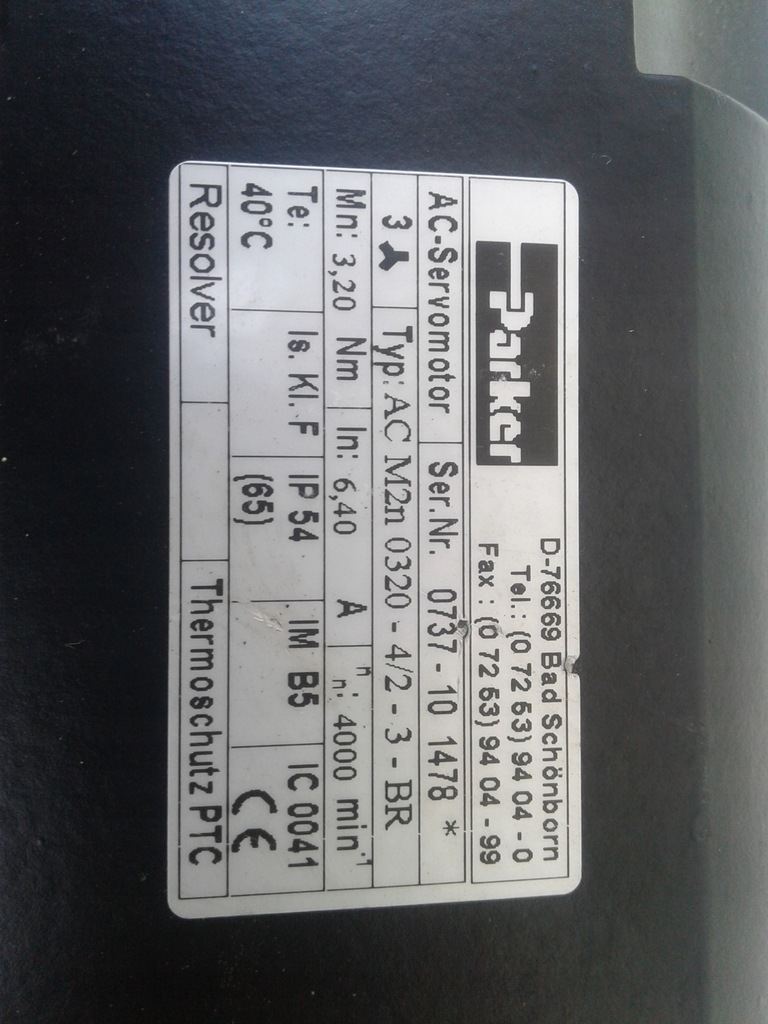 Parker
D-76669 Bad Schönborn
Tel.: (0 72 53) 94 04 - 0
Fax : (0 72 53) 94 04 - 99
AC-Servomotor Ser.Nr. 0737 - 10 1478 *
3 Typ: AC M2n 0320 - 4/2 - 3 - BR
Mn: 3,20 Nm In: 6,40 A nn: 4000 min-1
Te: Is. Kl. F IP 54 IM B5 IC 0041
40°C (65) CE
Resolver Thermoschutz PTC